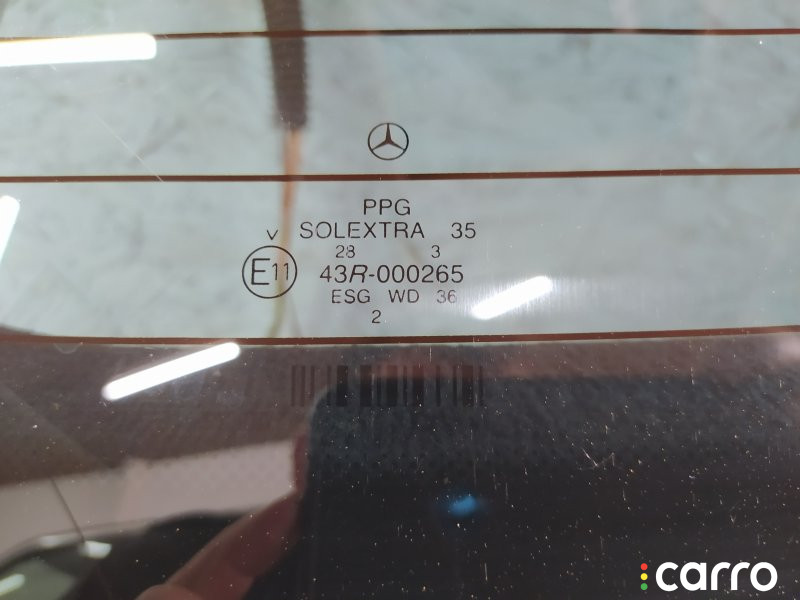 PPG
V SOLEXTRA 35
28 3
E11 43R-000265
ESG WD 36
2
carro